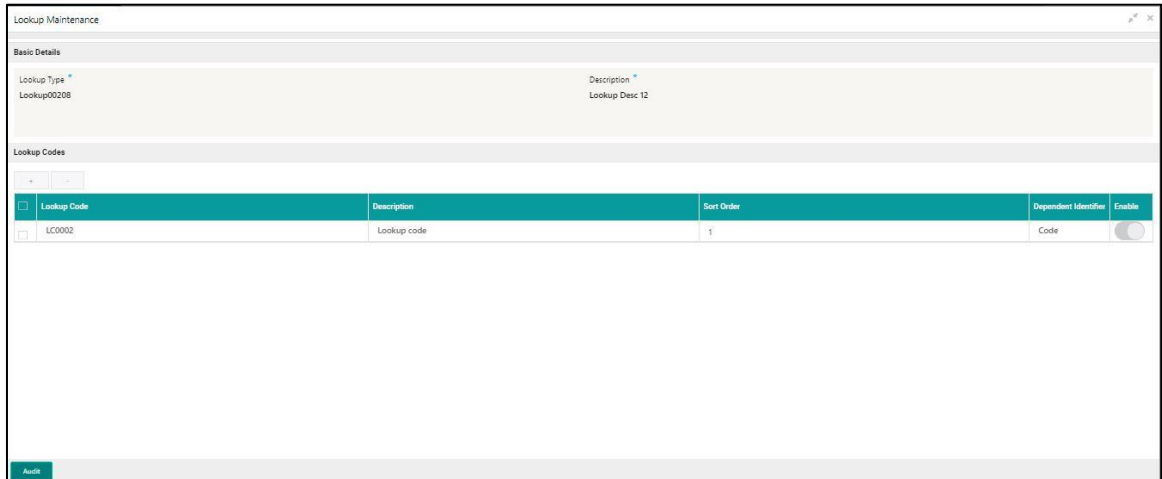 Lookup Maintenance
Basic Details
Lookup Type * Description *
Lookup00208 Lookup Desc 12
Lookup Codes
+ -
Lookup Code Description Sort Order Dependent Identifier Enable
LC0002 Lookup code 1 Code
Audit